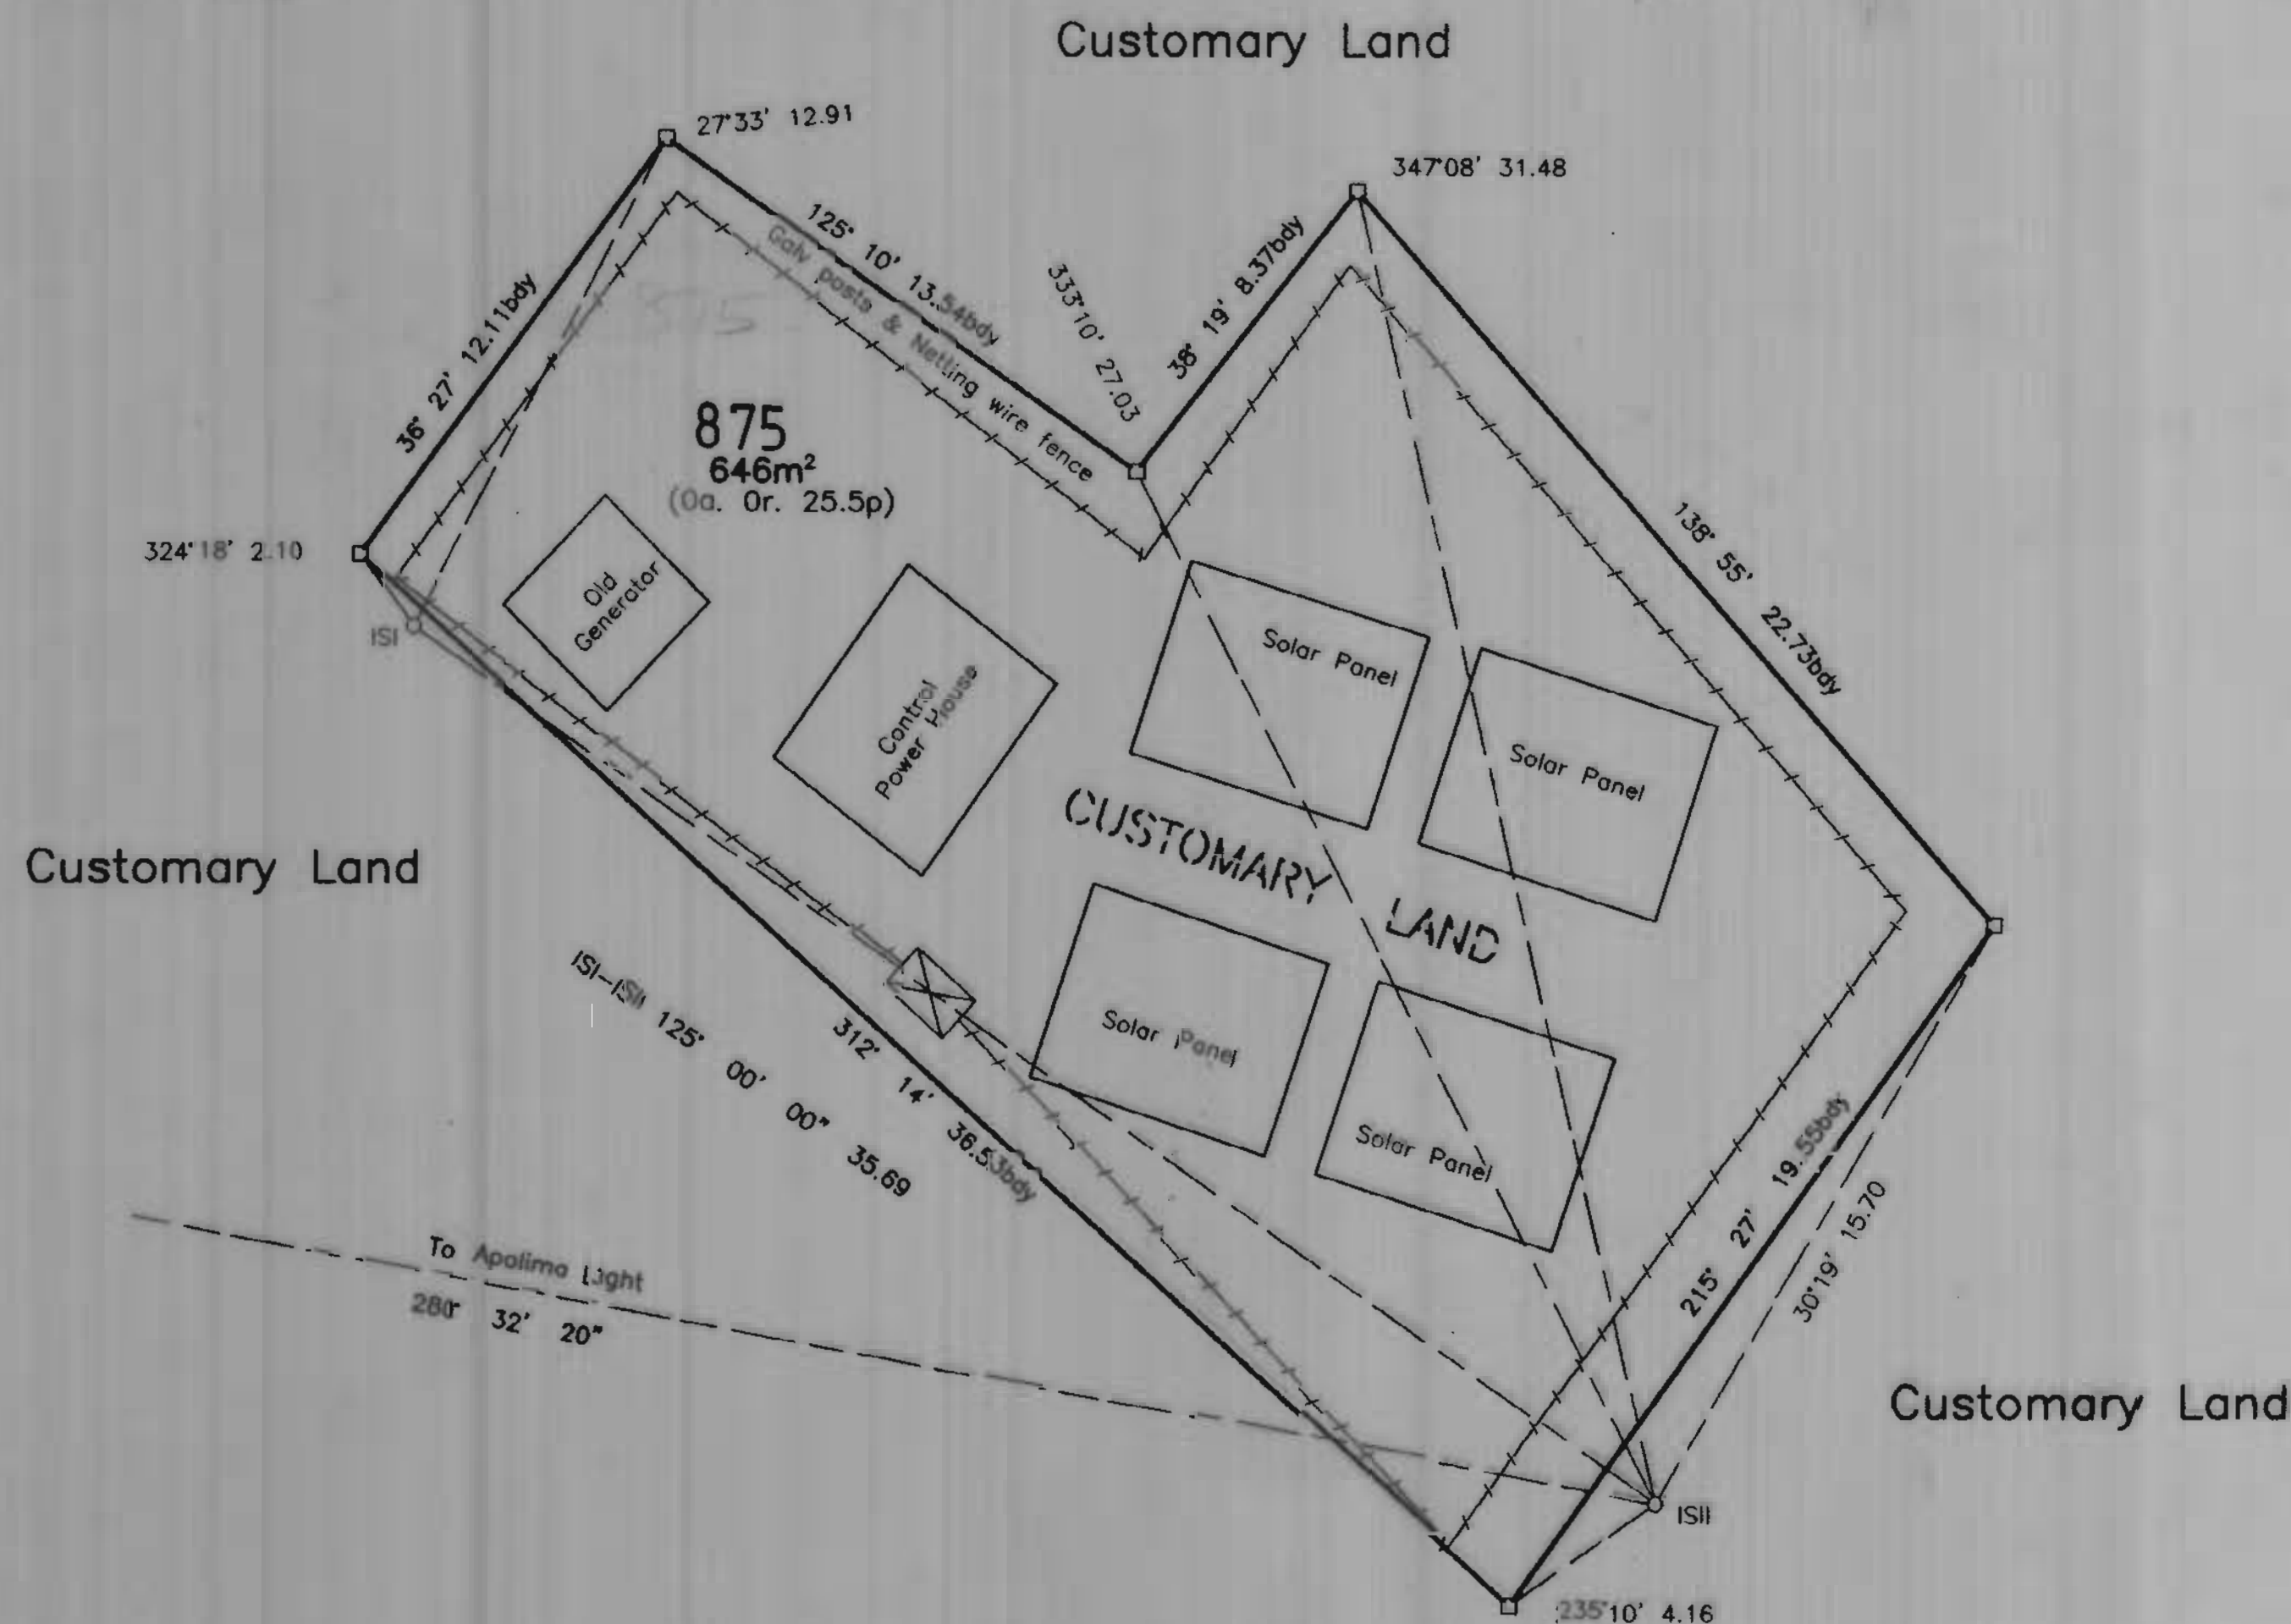 Customary Land
27°33' 12.91
347°08' 31.48
125° 10' 13.54bdy
Galv posts & Netting wire fence
36° 27' 12.11bdy
333°10' 27.03
38° 19' 8.37bdy
875
646m²
(0a. 0r. 25.5p)
324°18' 2.10
ISI
Old
Generator
Control
Power House
138° 55' 22.73bdy
Solar Panel
Solar Panel
CUSTOMARY LAND
Customary Land
Solar Panel
Solar Panel
ISI-ISII 125° 00' 00" 35.69
312° 14' 36.53bdy
215° 27' 19.55bdy
30°19' 15.70
To Apolima Light
280° 32' 20"
Customary Land
ISII
235°10' 4.16